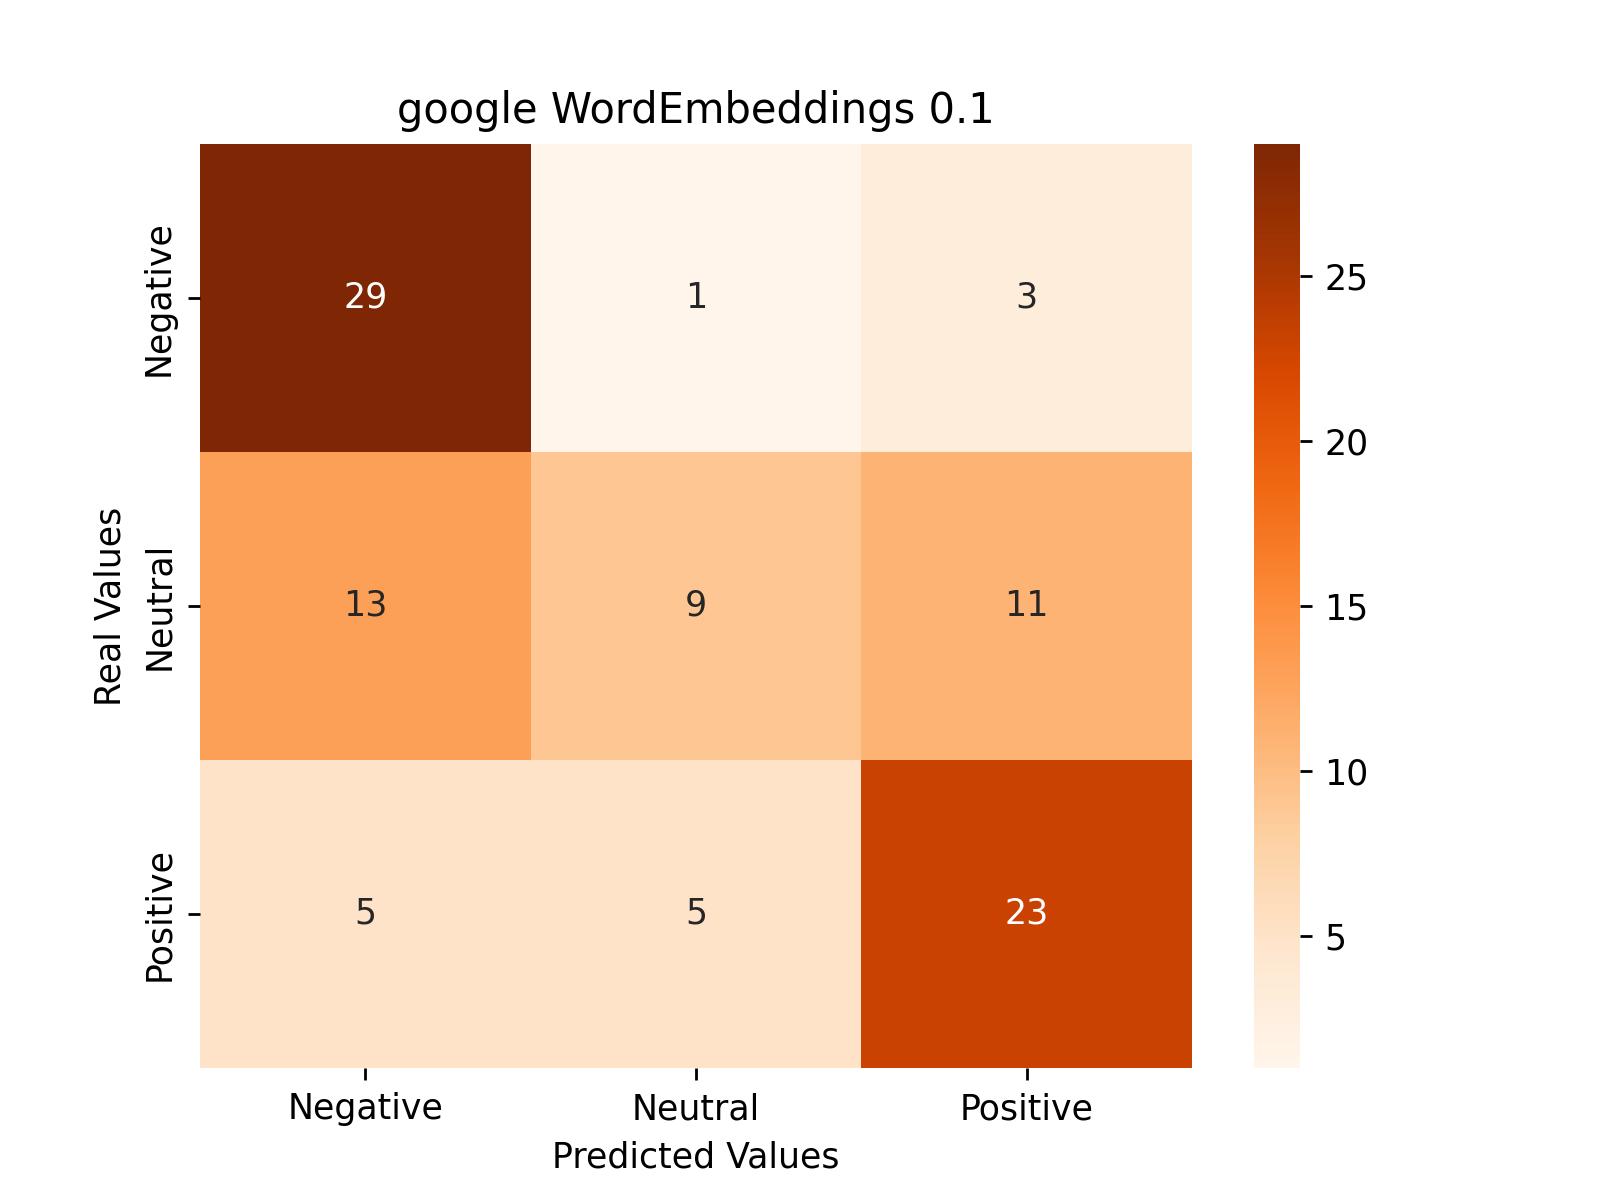 google WordEmbeddings 0.1
Real Values
Negative
29 1 3
Neutral
13 9 11
Positive
5 5 23
Negative Neutral Positive
Predicted Values
25
20
15
10
5